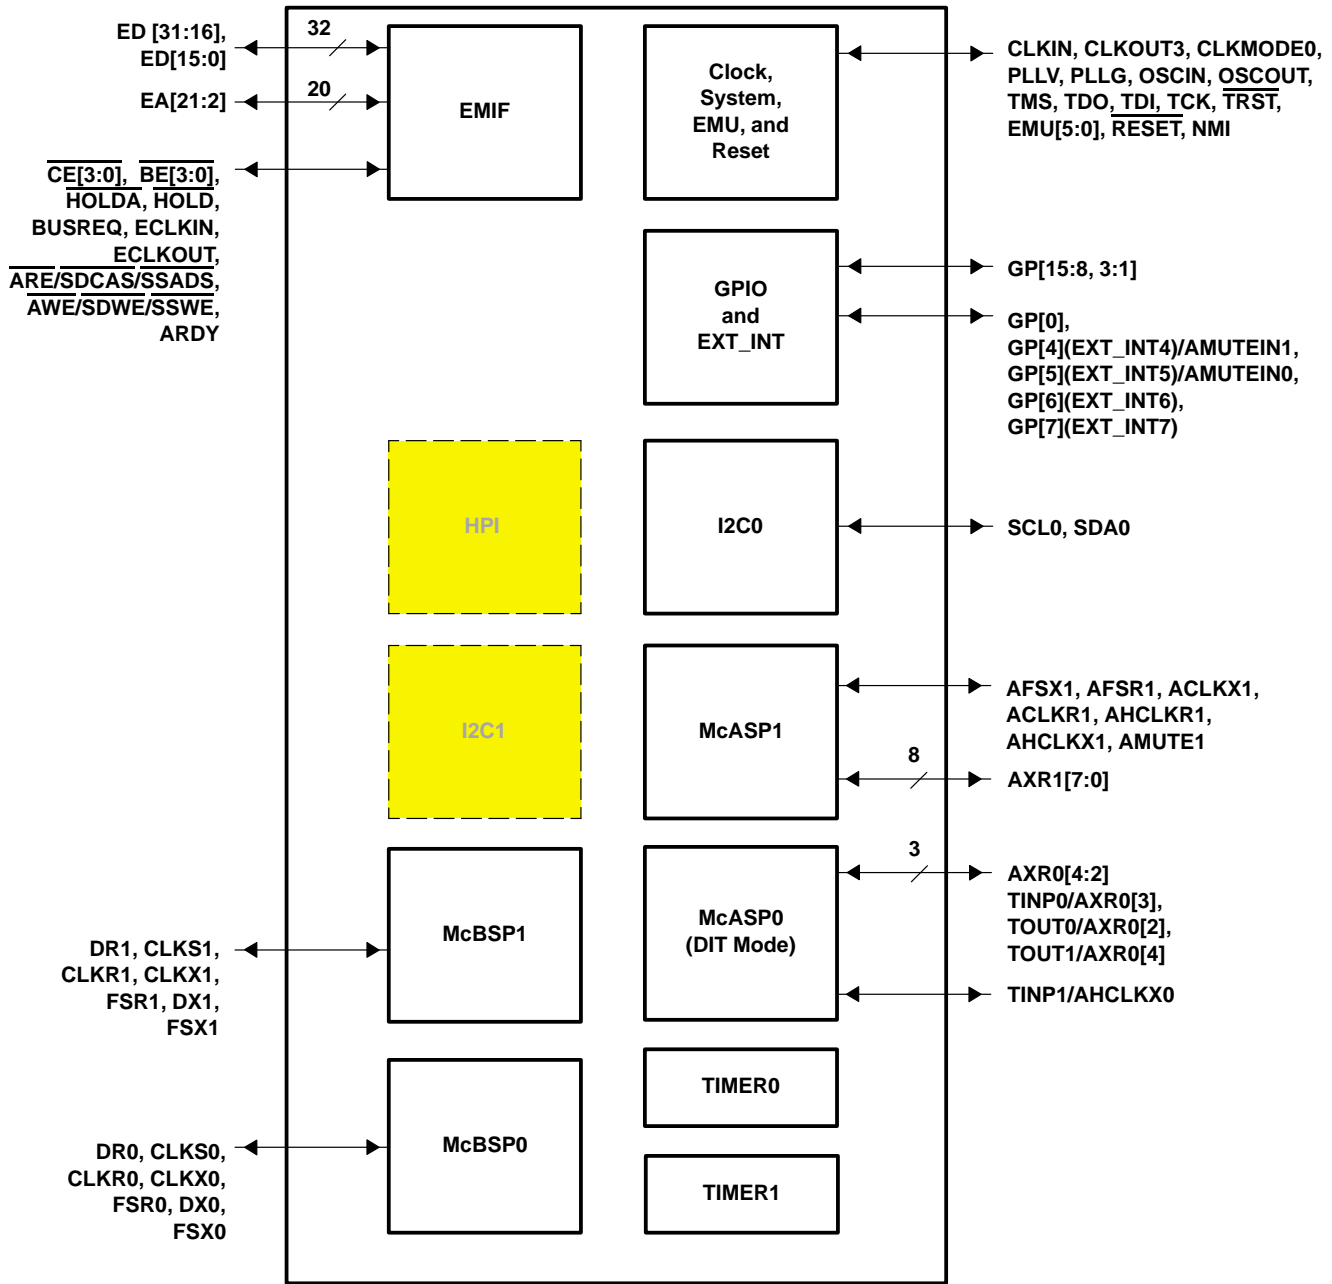 ED [31:16],
ED[15:0]
32
EA[21:2]
20
EMIF
CE[3:0], BE[3:0],
HOLDA, HOLD,
BUSREQ, ECLKIN,
ECLKOUT,
ARE/SDCAS/SSADS,
AWE/SDWE/SSWE,
ARDY
Clock,
System,
EMU, and
Reset
CLKIN, CLKOUT3, CLKMODE0,
PLLV, PLLG, OSCIN, OSCOUT,
TMS, TDO, TDI, TCK, TRST,
EMU[5:0], RESET, NMI
GPIO
and
EXT_INT
GP[15:8, 3:1]
GP[0],
GP[4](EXT_INT4)/AMUTEIN1,
GP[5](EXT_INT5)/AMUTEIN0,
GP[6](EXT_INT6),
GP[7](EXT_INT7)
HPI
I2C0
SCL0, SDA0
I2C1
McASP1
AFSX1, AFSR1, ACLKX1,
ACLKR1, AHCLKR1,
AHCLKX1, AMUTE1
8
AXR1[7:0]
McBSP1
DR1, CLKS1,
CLKR1, CLKX1,
FSR1, DX1,
FSX1
McASP0
(DIT Mode)
3
AXR0[4:2]
TINP0/AXR0[3],
TOUT0/AXR0[2],
TOUT1/AXR0[4]
TINP1/AHCLKX0
McBSP0
DR0, CLKS0,
CLKR0, CLKX0,
FSR0, DX0,
FSX0
TIMER0
TIMER1